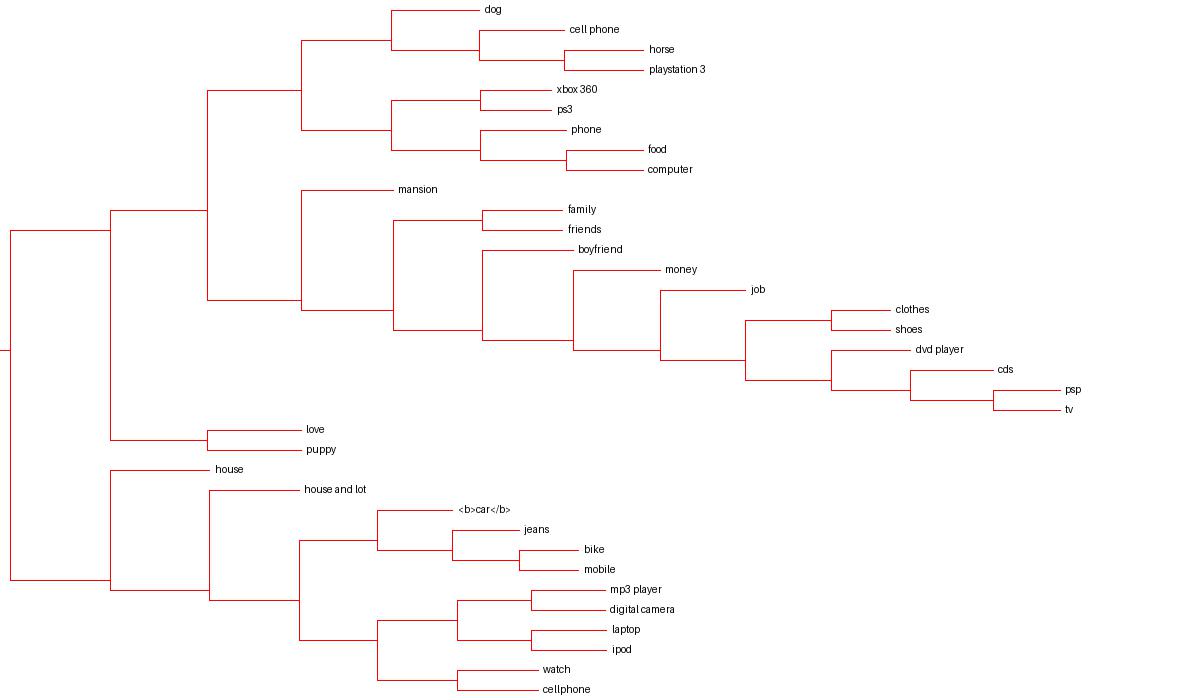 dog
cell phone
horse
playstation 3
xbox 360
ps3
phone
food
computer
mansion
family
friends
boyfriend
money
job
clothes
shoes
dvd player
cds
psp
tv
love
puppy
house
house and lot
<b>car</b>
jeans
bike
mobile
mp3 player
digital camera
laptop
ipod
watch
cellphone